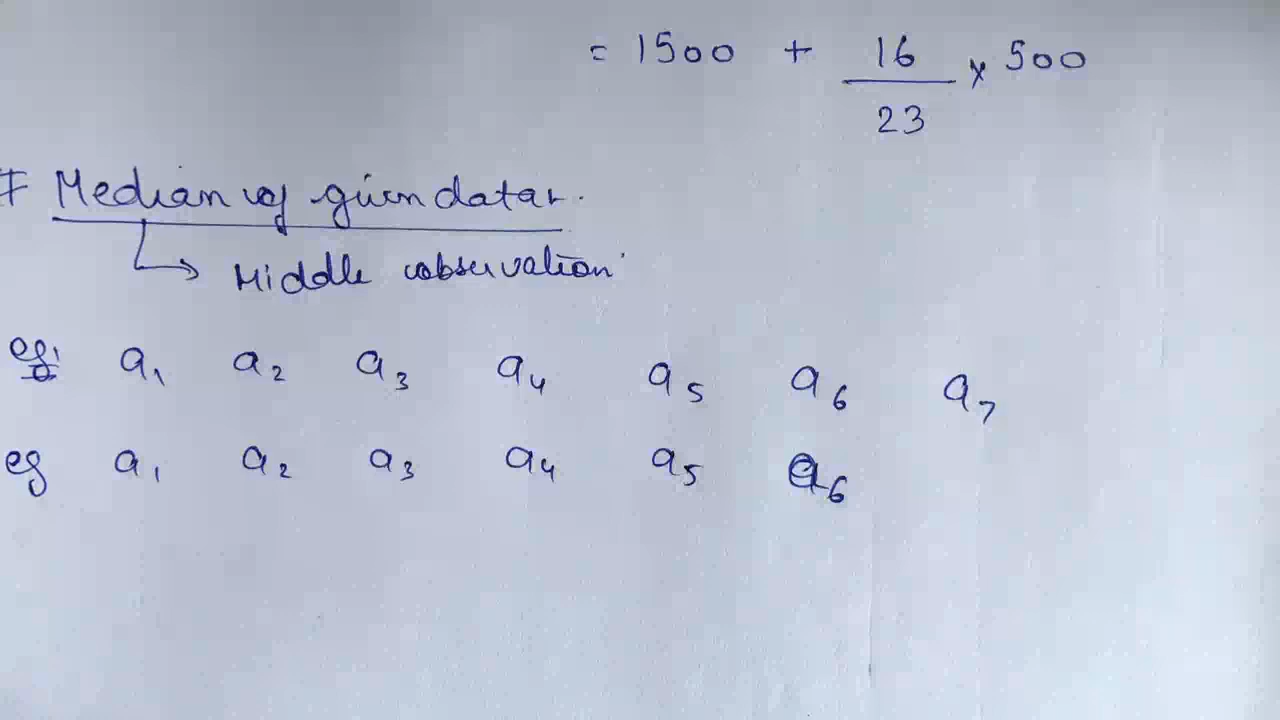 = 1500 + 16/23 × 500
# Median of given data.
→ Middle observation
eg: a₁ a₂ a₃ a₄ a₅ a₆ a₇
eg a₁ a₂ a₃ a₄ a₅ a₆